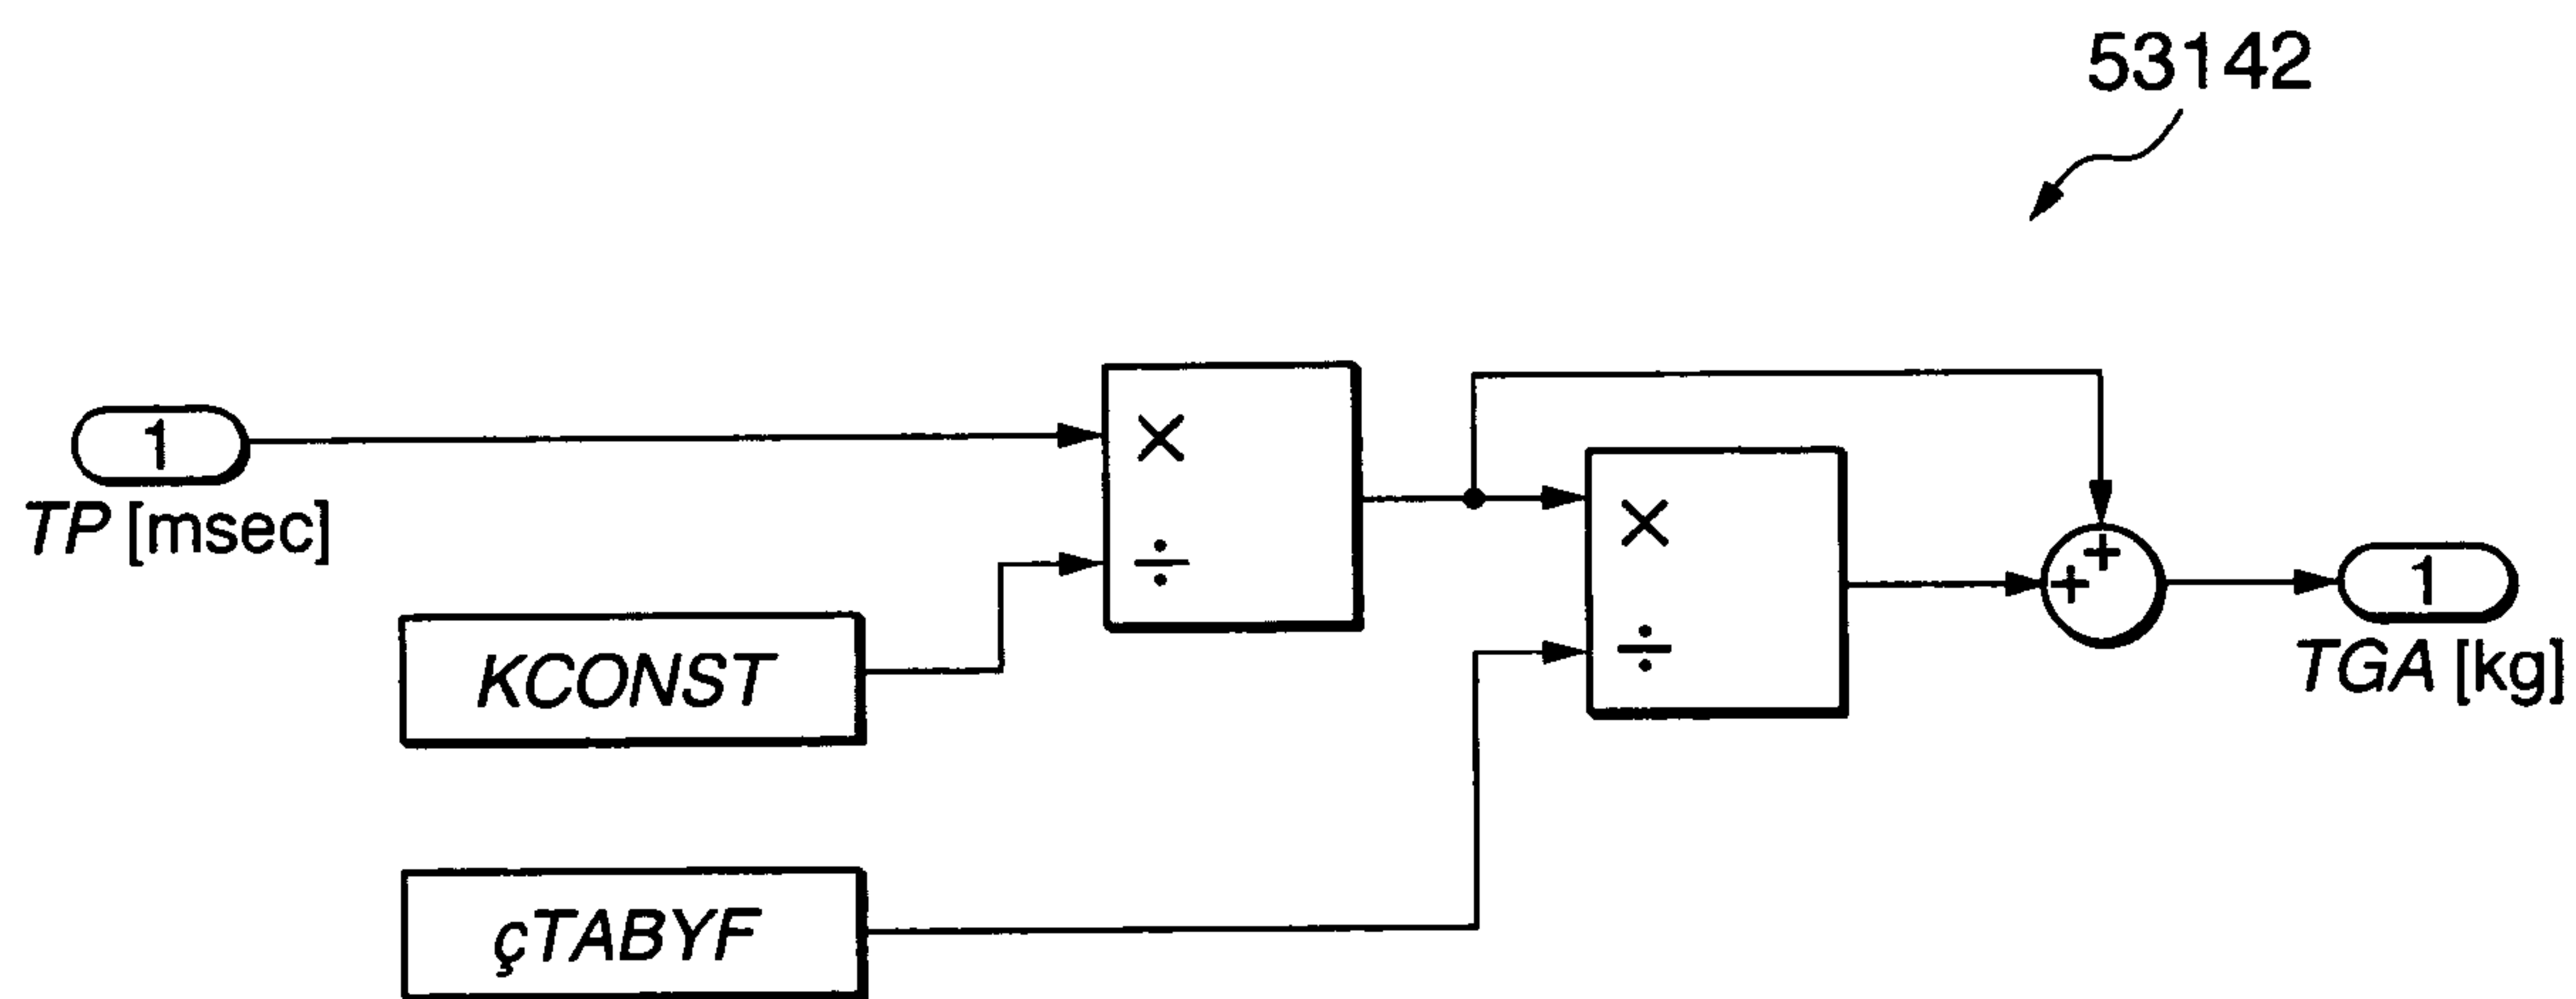 53142
1
TP [msec]
×
÷
KCONST
×
÷
+
+
1
TGA [kg]
çTABYF